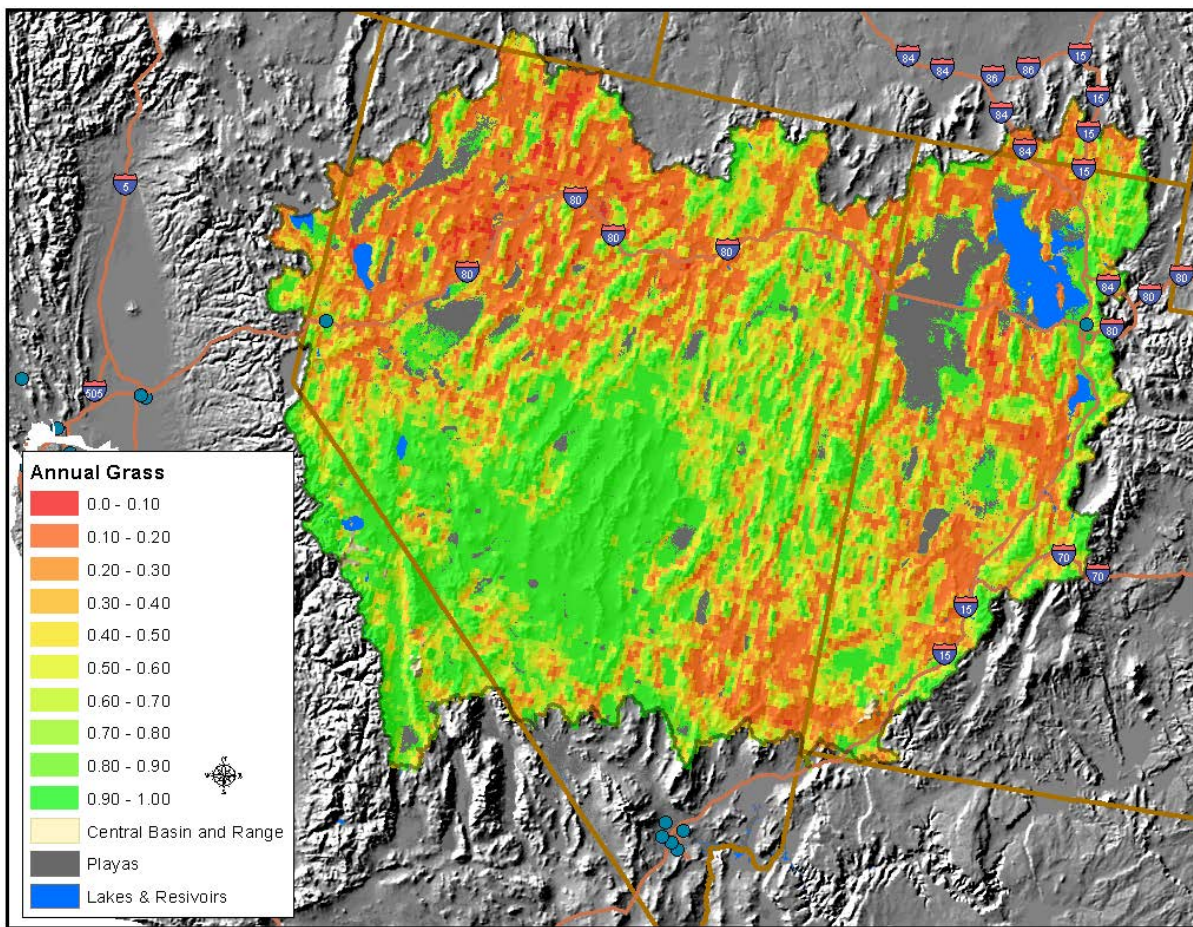 84
84
86
86
15
15
84
15
84
15
5
80
80
80
80
84
80
80
505
70
70
15
15
Annual Grass
0.0 - 0.10
0.10 - 0.20
0.20 - 0.30
0.30 - 0.40
0.40 - 0.50
0.50 - 0.60
0.60 - 0.70
0.70 - 0.80
0.80 - 0.90
0.90 - 1.00
Central Basin and Range
Playas
Lakes & Resivoirs